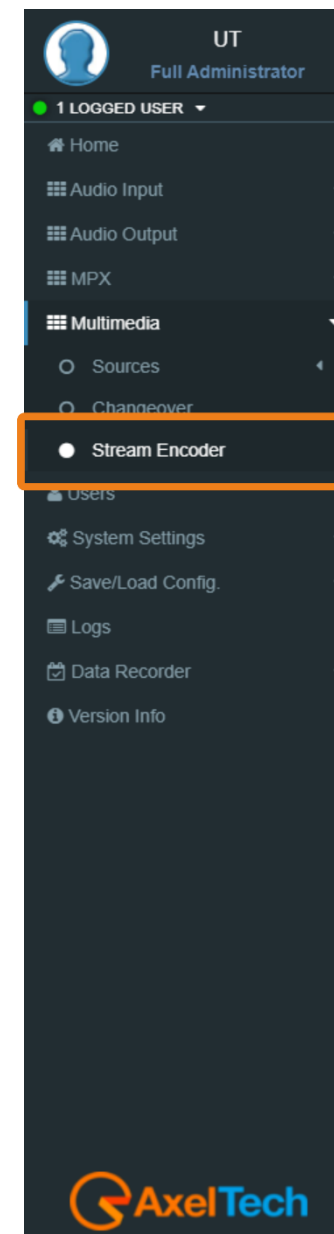 UT
Full Administrator
1 LOGGED USER
Home
Audio Input
Audio Output
MPX
Multimedia
Sources
Changeover
Stream Encoder
Users
System Settings
Save/Load Config.
Logs
Data Recorder
Version Info
AxelTech